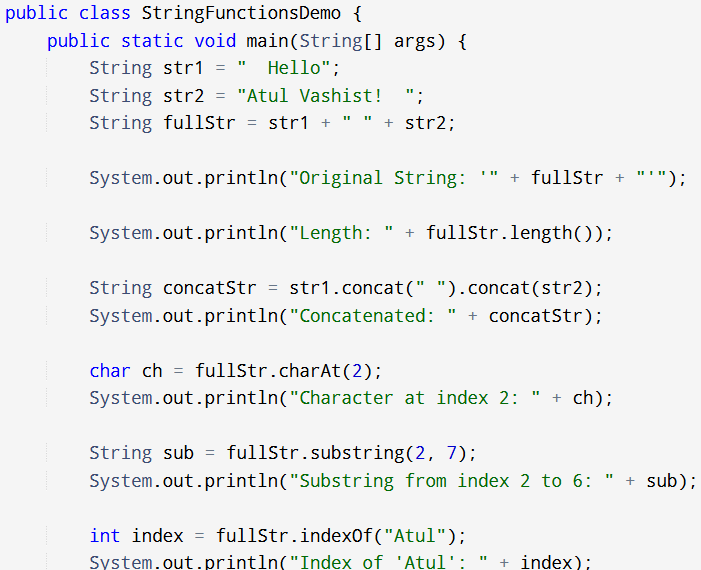 public class StringFunctionsDemo {
    public static void main(String[] args) {
        String str1 = "  Hello";
        String str2 = "Atul Vashist!  ";
        String fullStr = str1 + " " + str2;

        System.out.println("Original String: '" + fullStr + "'");

        System.out.println("Length: " + fullStr.length());

        String concatStr = str1.concat(" ").concat(str2);
        System.out.println("Concatenated: " + concatStr);

        char ch = fullStr.charAt(2);
        System.out.println("Character at index 2: " + ch);

        String sub = fullStr.substring(2, 7);
        System.out.println("Substring from index 2 to 6: " + sub);

        int index = fullStr.indexOf("Atul");
        System.out.println("Index of 'Atul': " + index);